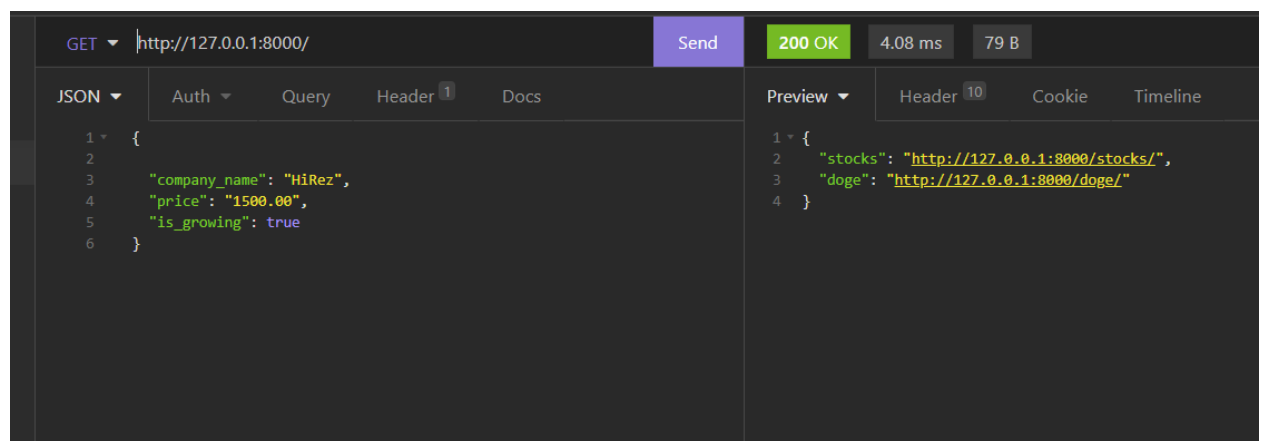 GET http://127.0.0.1:8000/ Send 200 OK 4.08 ms 79 B
JSON Auth Query Header 1 Docs Preview Header 10 Cookie Timeline
1 {
2
3 "company_name": "HiRez",
4 "price": "1500.00",
5 "is_growing": true
6 }
1 {
2 "stocks": "http://127.0.0.1:8000/stocks/",
3 "doge": "http://127.0.0.1:8000/doge/"
4 }